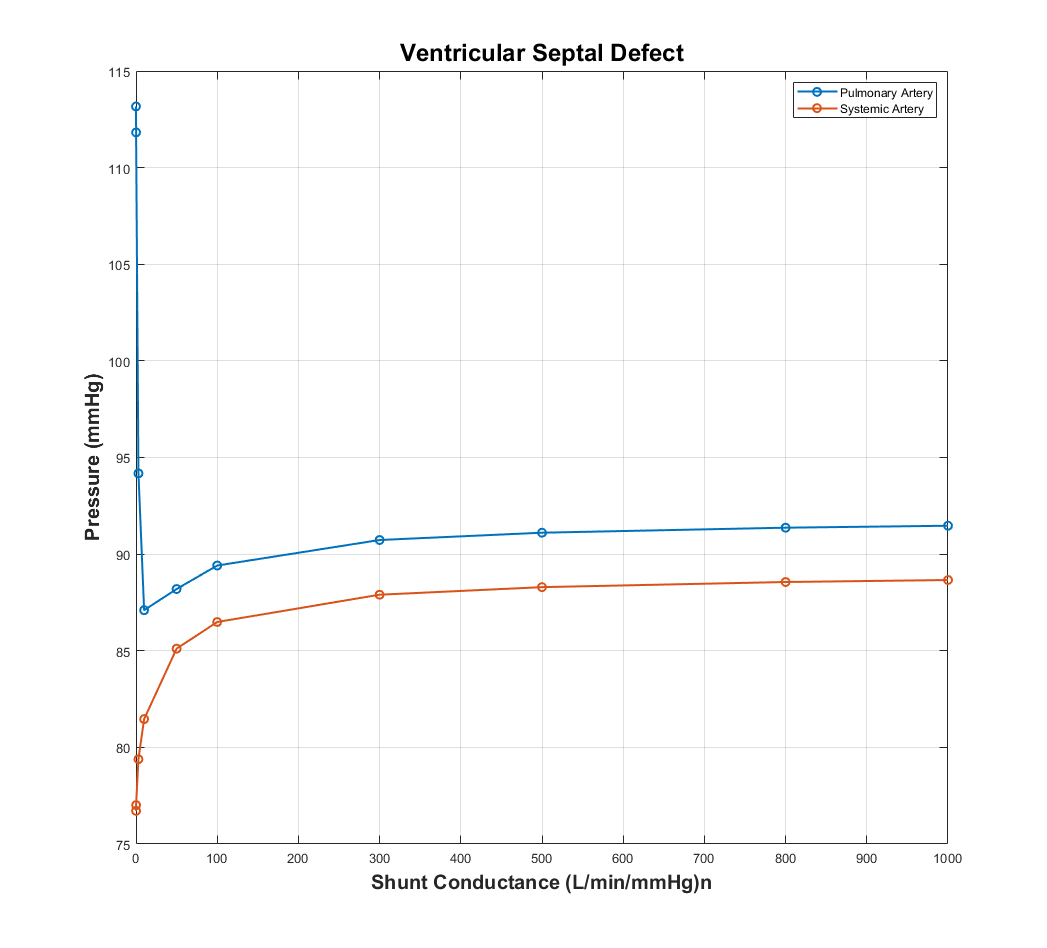 Ventricular Septal Defect
Pulmonary Artery
Systemic Artery
115
110
105
100
95
90
85
80
75
Pressure (mmHg)
0 100 200 300 400 500 600 700 800 900 1000
Shunt Conductance (L/min/mmHg)n